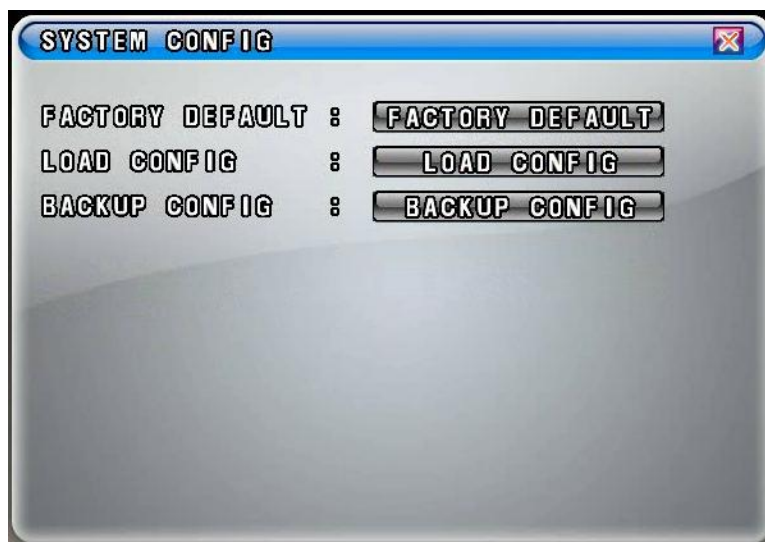 SYSTEM CONFIG
FACTORY DEFAULT : FACTORY DEFAULT
LOAD CONFIG : LOAD CONFIG
BACKUP CONFIG : BACKUP CONFIG